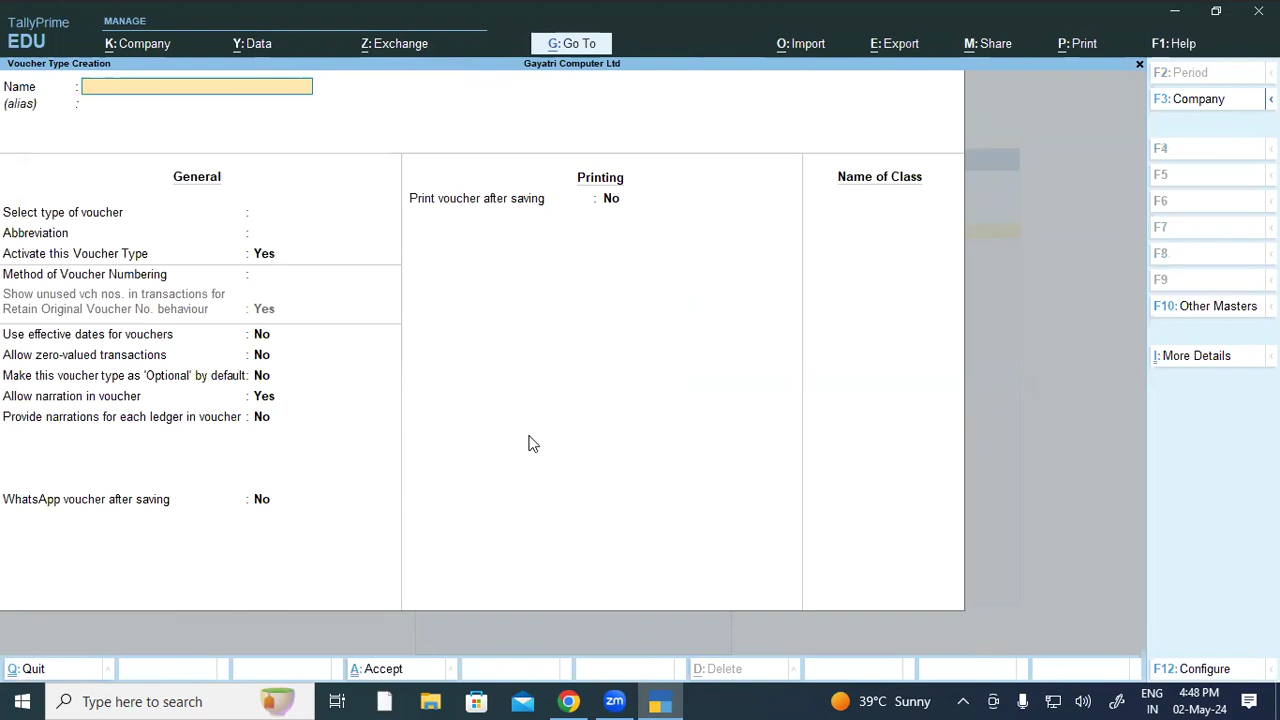 TallyPrime
EDU
MANAGE
K: Company
Y: Data
Z: Exchange
G: Go To
O: Import
E: Export
M: Share
P: Print
F1: Help
Voucher Type Creation
Gayatri Computer Ltd
×
Name :
(alias) :
General
Select type of voucher :
Abbreviation :
Activate this Voucher Type : Yes
Method of Voucher Numbering :
Show unused vch nos. in transactions for
Retain Original Voucher No. behaviour : Yes
Use effective dates for vouchers : No
Allow zero-valued transactions : No
Make this voucher type as 'Optional' by default: No
Allow narration in voucher : Yes
Provide narrations for each ledger in voucher : No
WhatsApp voucher after saving : No
Printing
Print voucher after saving : No
Name of Class
F2: Period
F3: Company
F4
F5
F6
F7
F8
F9
F10: Other Masters
I: More Details
F12: Configure
Q: Quit
A: Accept
D: Delete
Type here to search
zm
39°C Sunny
ENG
IN
4:48 PM
02-May-24